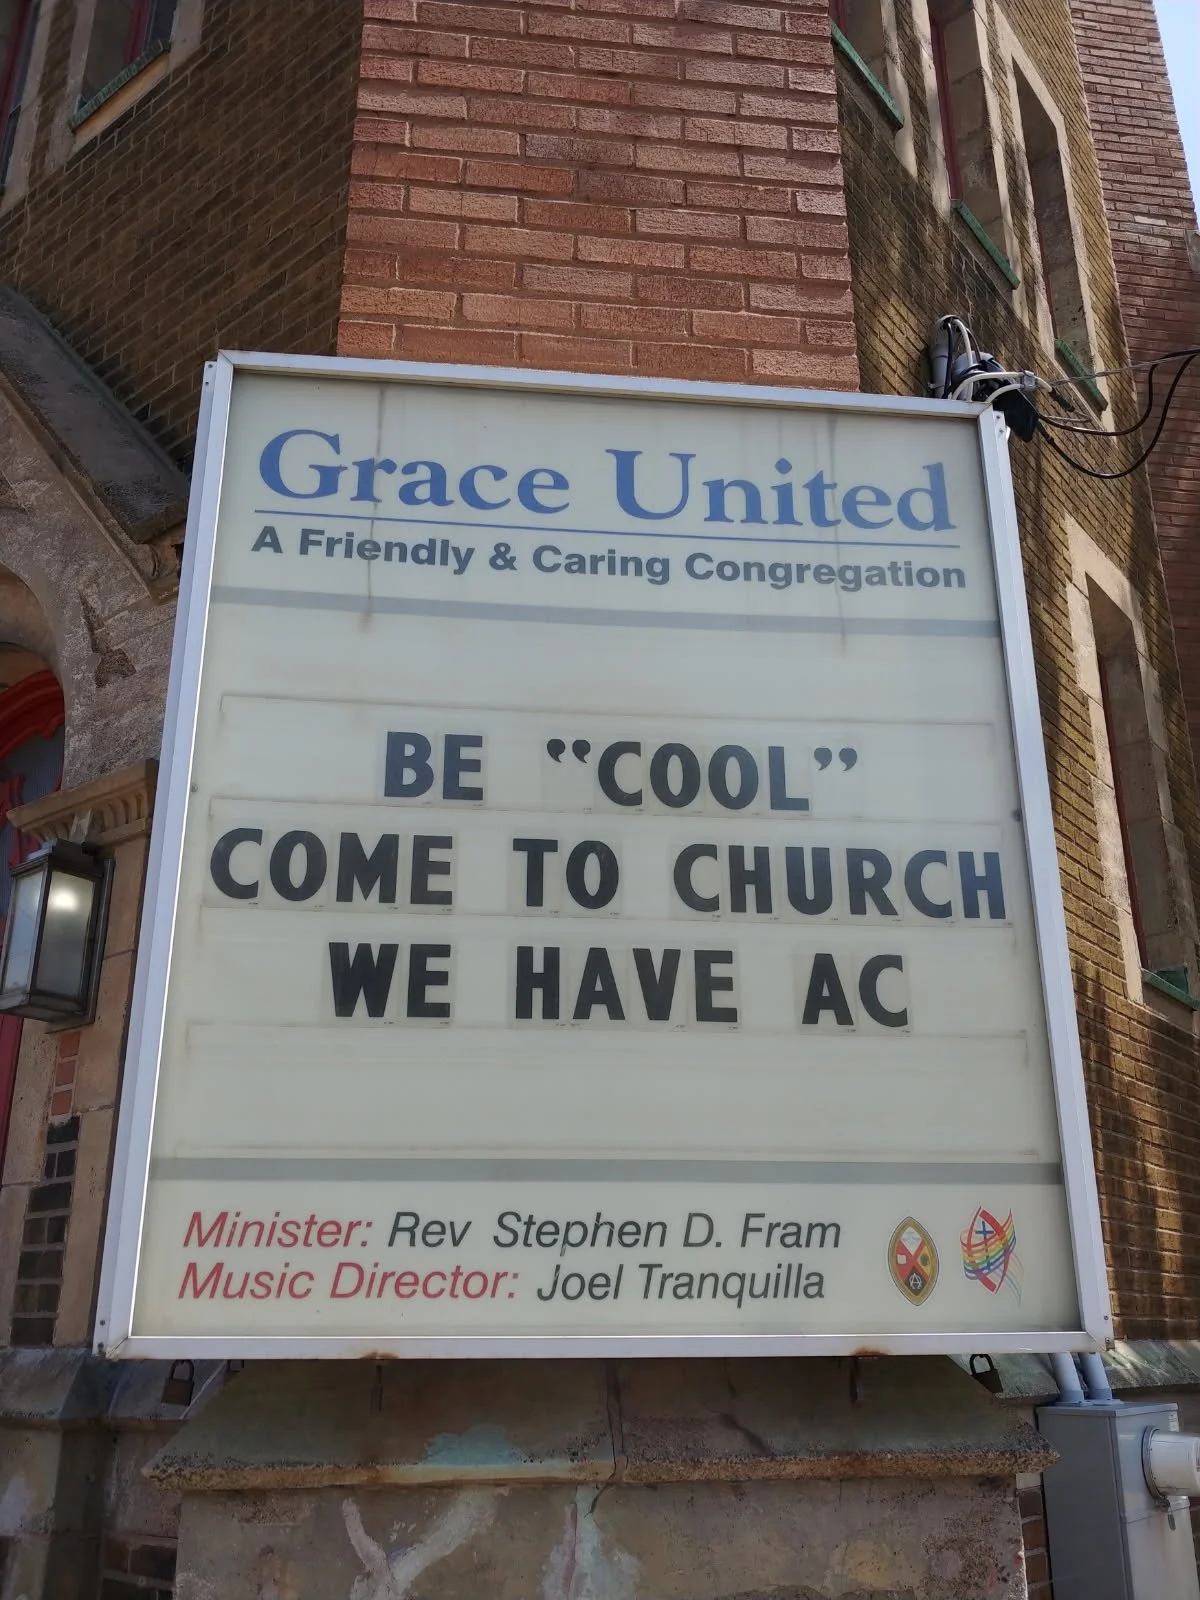 Grace United
A Friendly & Caring Congregation
BE ”COOL”
COME TO CHURCH
WE HAVE AC
Minister: Rev Stephen D. Fram
Music Director: Joel Tranquilla